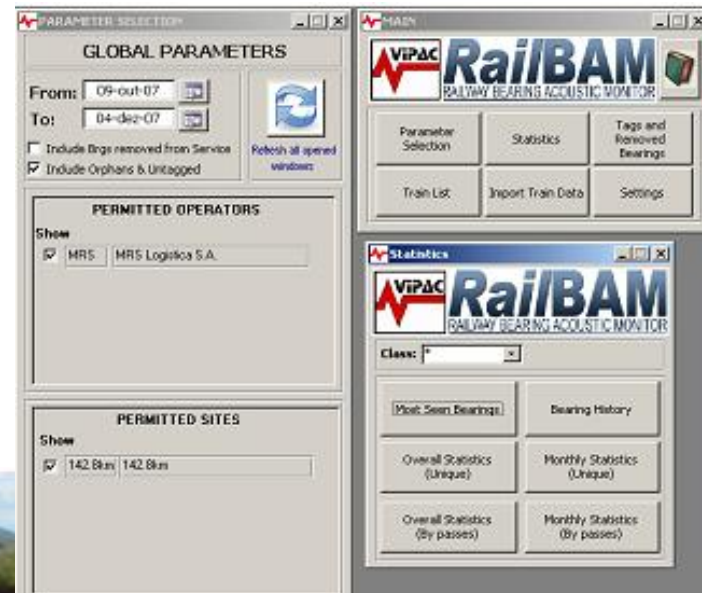 PARAMETER SELECTION
GLOBAL PARAMETERS
From: 09-out-07
To: 04-dez-07
Include Brgs removed from Service
Include Orphans & Untagged
Refresh all opened
windows
PERMITTED OPERATORS
Show
MRS MRS Logistica S.A.
PERMITTED SITES
Show
142.8km 142.8km
MAIN
ViPAC
RailBAM
RAILWAY BEARING ACOUSTIC MONITOR
Parameter
Selection
Statistics
Tags and
Removed
Bearings
Train List
Import Train Data
Settings
Statistics
ViPAC
RailBAM
RAILWAY BEARING ACOUSTIC MONITOR
Class: *
Most Seen Bearings
Bearing History
Overall Statistics
(Unique)
Monthly Statistics
(Unique)
Overall Statistics
(By passes)
Monthly Statistics
(By passes)